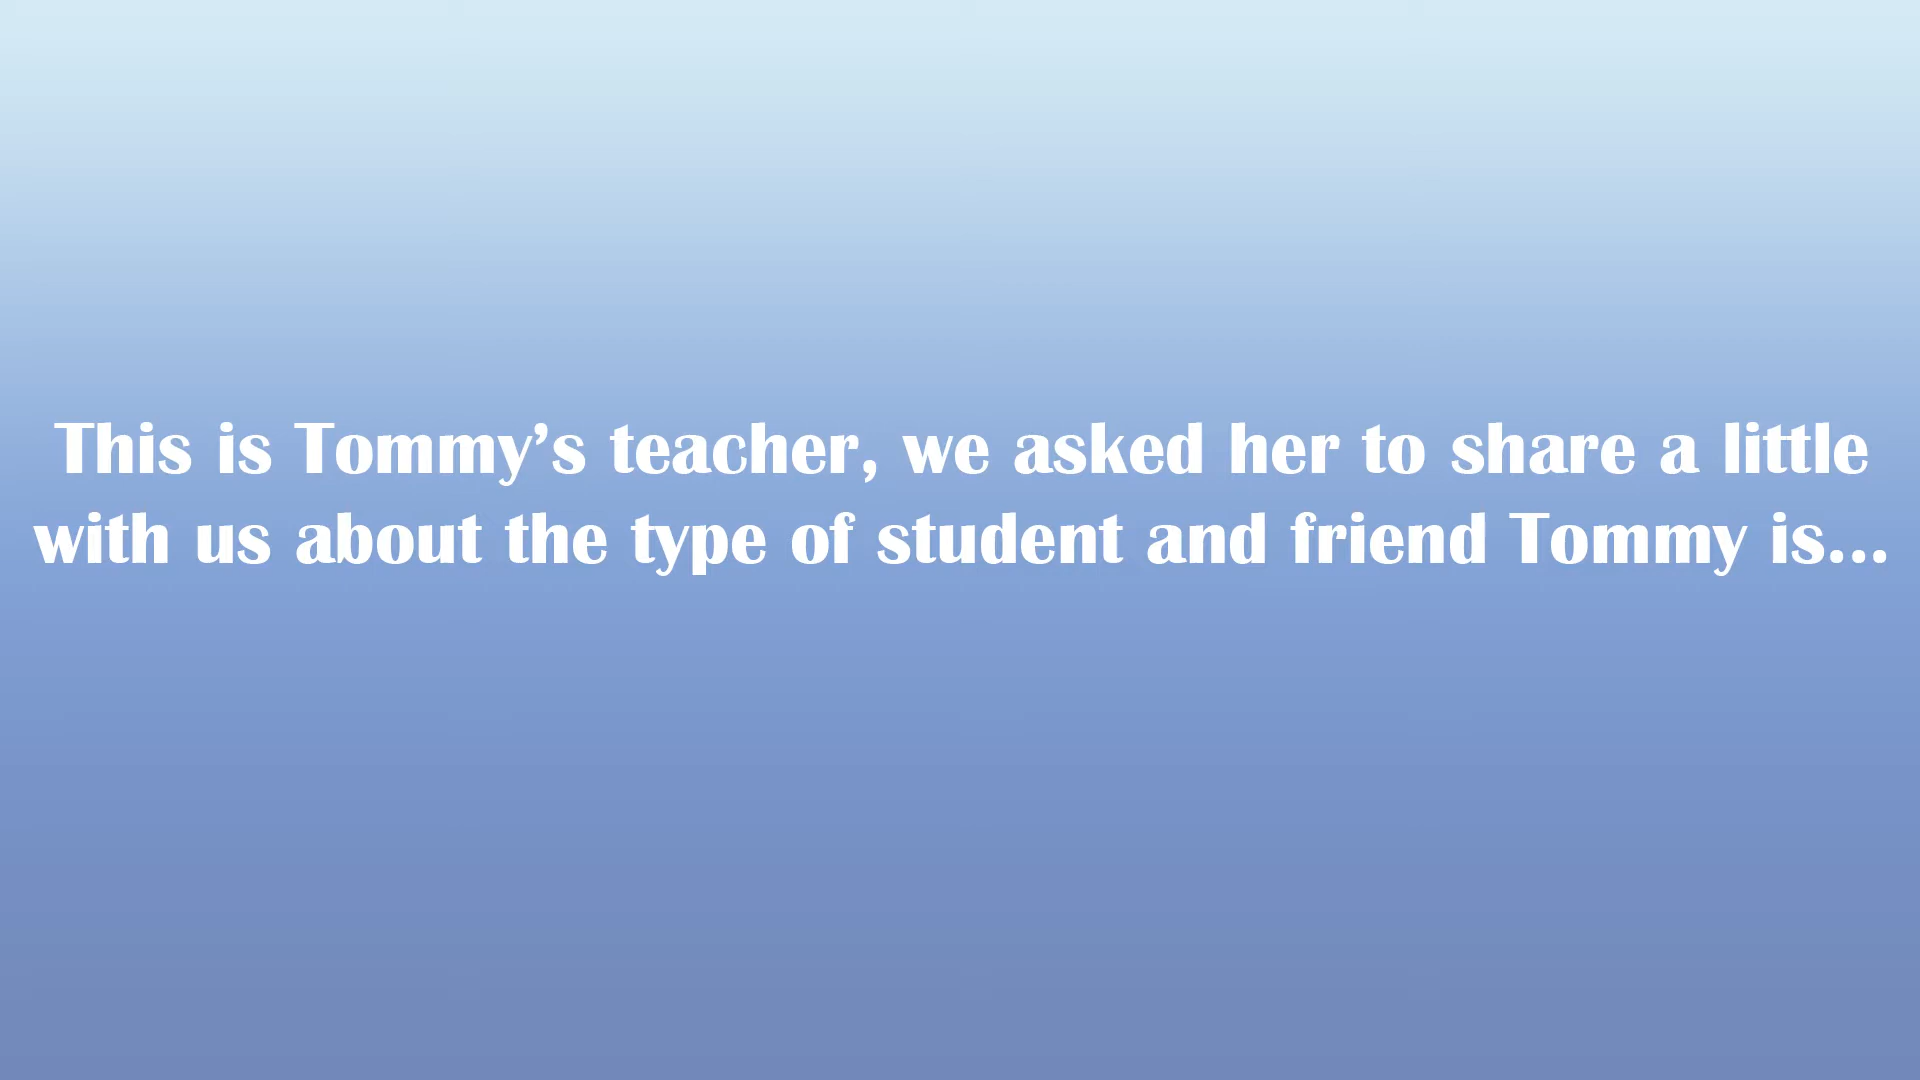 This is Tommy’s teacher, we asked her to share a little
with us about the type of student and friend Tommy is...